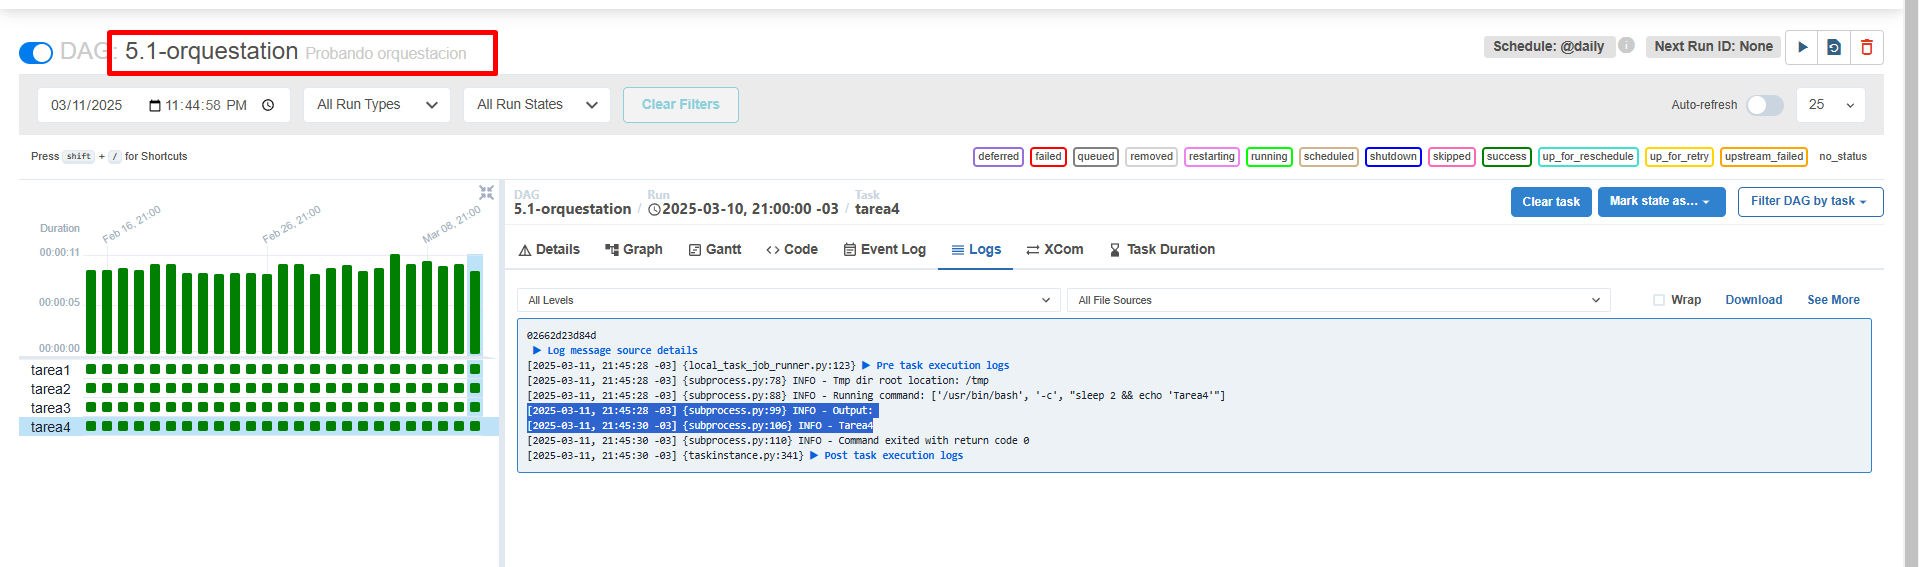 DAG: 5.1-orquestation Probando orquestacion
Schedule: @daily
Next Run ID: None
03/11/2025 11:44:58 PM
All Run Types
All Run States
Clear Filters
Auto-refresh
25
Press shift + / for Shortcuts
deferred failed queued removed restarting running scheduled shutdown skipped success up_for_reschedule up_for_retry upstream_failed no_status
Duration
Feb 16, 21:00
Feb 26, 21:00
Mar 08, 21:00
00:00:11
00:00:05
00:00:00
tarea1
tarea2
tarea3
tarea4
DAG Run Task
5.1-orquestation / 2025-03-10, 21:00:00 -03 / tarea4
Clear task
Mark state as...
Filter DAG by task
Details Graph Gantt Code Event Log Logs XCom Task Duration
All Levels
All File Sources
Wrap
Download
See More
02662d23d84d
Log message source details
[2025-03-11, 21:45:28 -03] {local_task_job_runner.py:123} Pre task execution logs
[2025-03-11, 21:45:28 -03] {subprocess.py:78} INFO - Tmp dir root location: /tmp
[2025-03-11, 21:45:28 -03] {subprocess.py:88} INFO - Running command: ['/usr/bin/bash', '-c', "sleep 2 && echo 'Tarea4'"]
[2025-03-11, 21:45:28 -03] {subprocess.py:99} INFO - Output:
[2025-03-11, 21:45:30 -03] {subprocess.py:106} INFO - Tarea4
[2025-03-11, 21:45:30 -03] {subprocess.py:110} INFO - Command exited with return code 0
[2025-03-11, 21:45:30 -03] {taskinstance.py:341} Post task execution logs